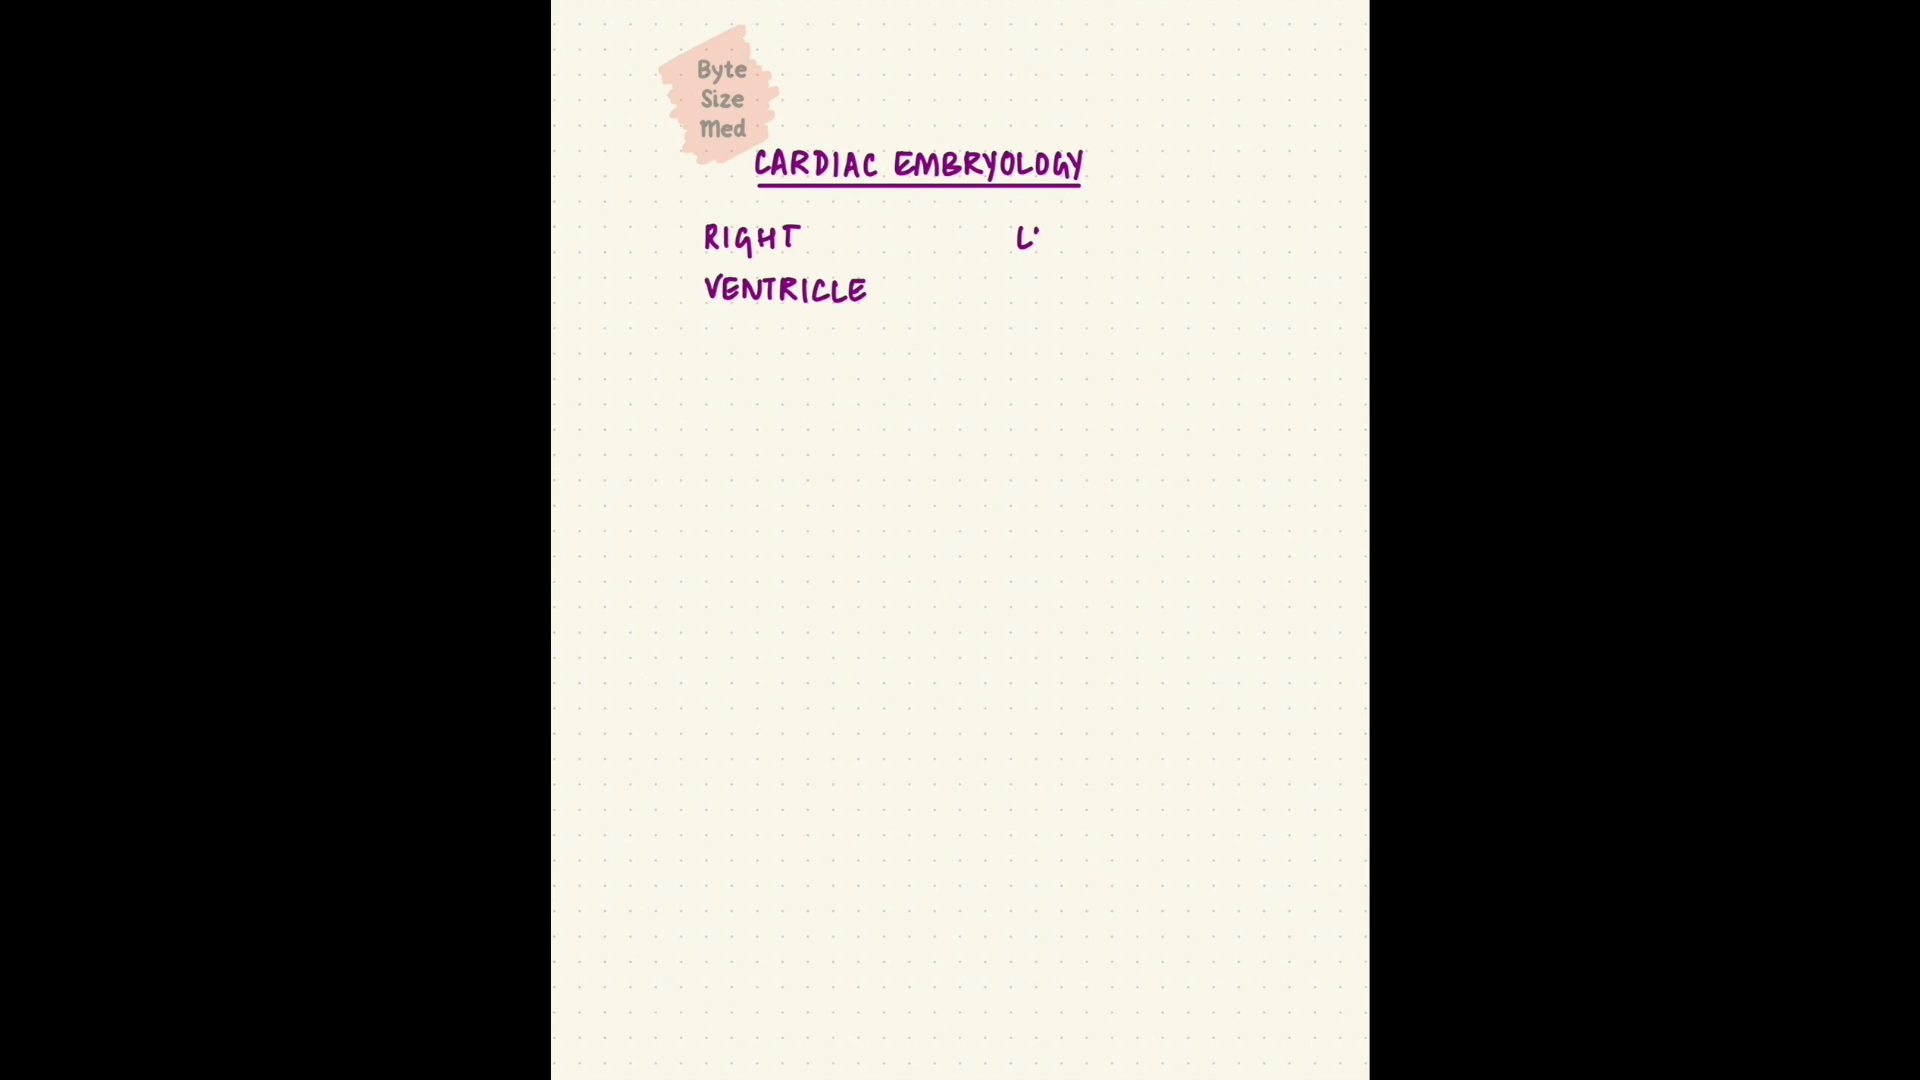 Byte
Size
Med
CARDIAC EMBRYOLOGY
RIGHT L'
VENTRICLE